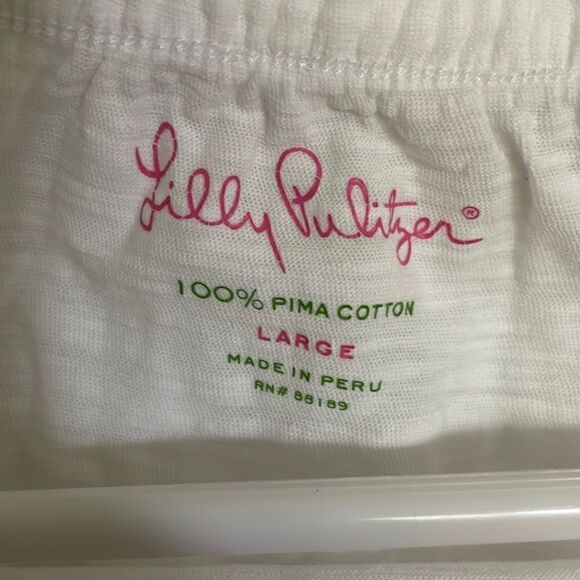 Lilly Pulitzer®
100% PIMA COTTON
LARGE
MADE IN PERU
RN# 88189